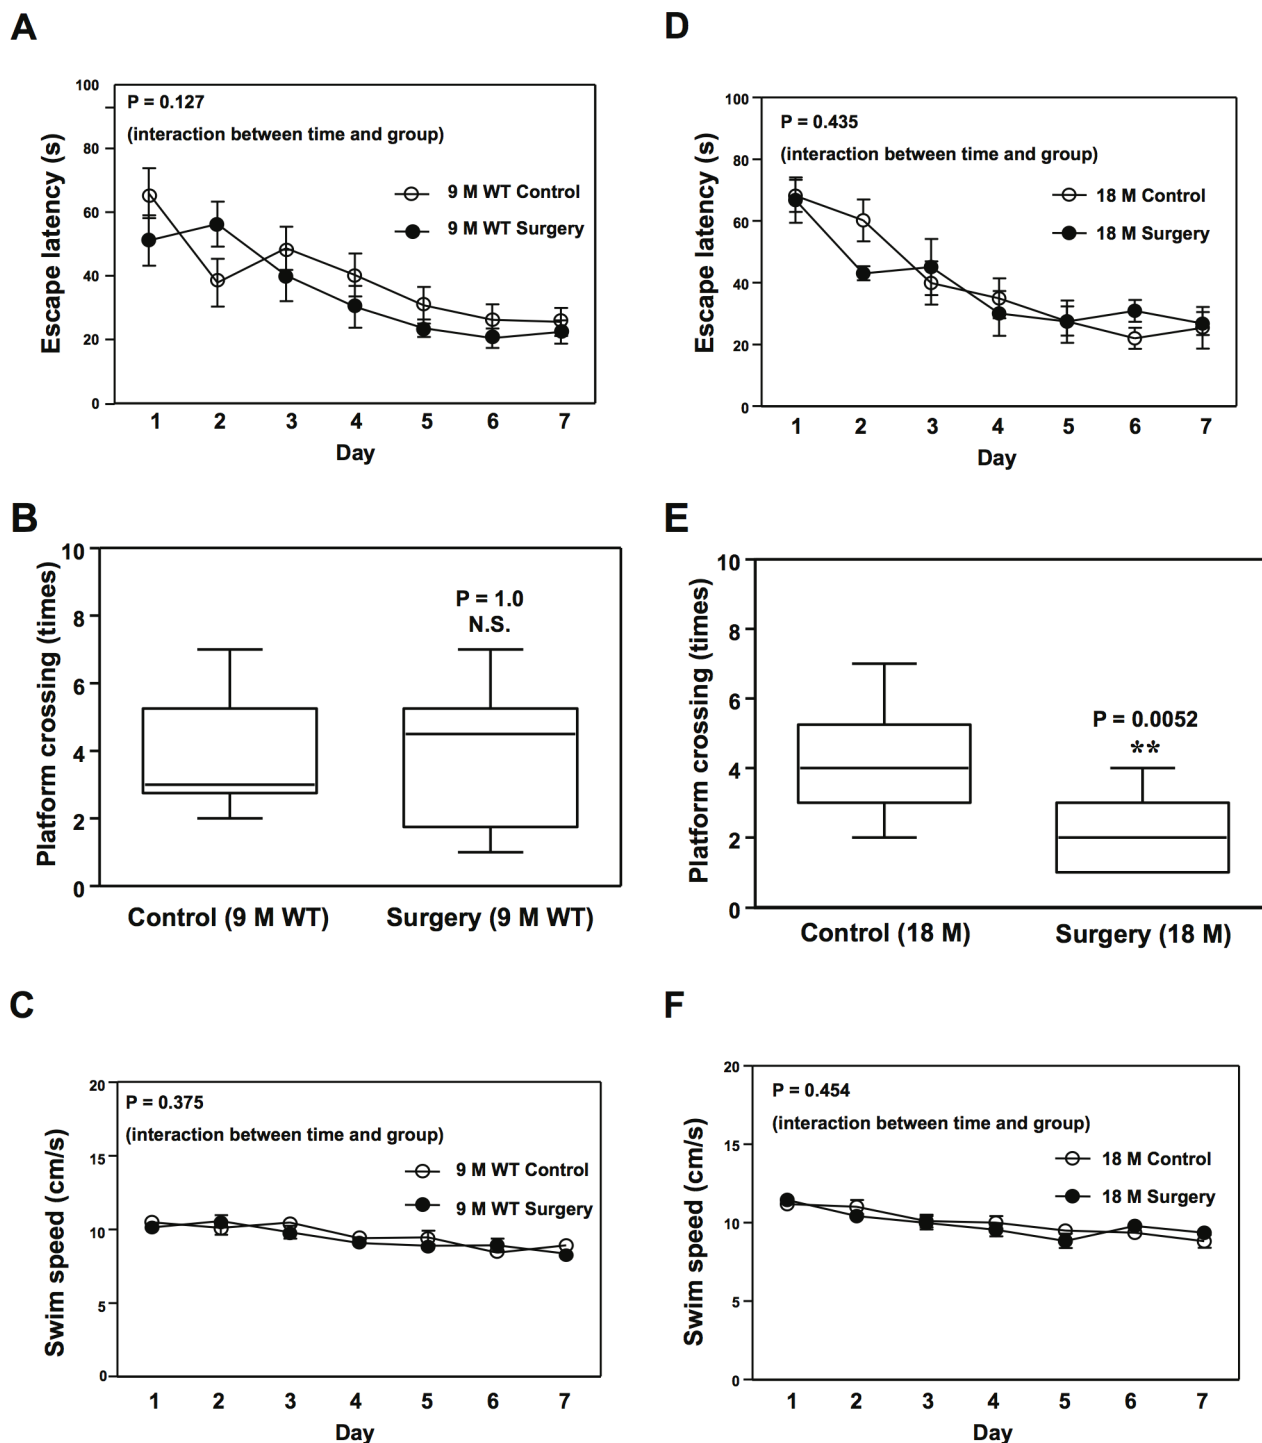 A
100
80
60
40
20
0
Escape latency (s)
P = 0.127
(interaction between time and group)
9 M WT Control
9 M WT Surgery
1 2 3 4 5 6 7
Day
D
100
80
60
40
20
0
Escape latency (s)
P = 0.435
(interaction between time and group)
18 M Control
18 M Surgery
1 2 3 4 5 6 7
Day
B
10
8
6
4
2
0
Platform crossing (times)
P = 1.0
N.S.
Control (9 M WT) Surgery (9 M WT)
E
10
8
6
4
2
0
Platform crossing (times)
P = 0.0052
**
Control (18 M) Surgery (18 M)
C
20
15
10
5
0
Swim speed (cm/s)
P = 0.375
(interaction between time and group)
9 M WT Control
9 M WT Surgery
1 2 3 4 5 6 7
Day
F
20
15
10
5
0
Swim speed (cm/s)
P = 0.454
(interaction between time and group)
18 M Control
18 M Surgery
1 2 3 4 5 6 7
Day